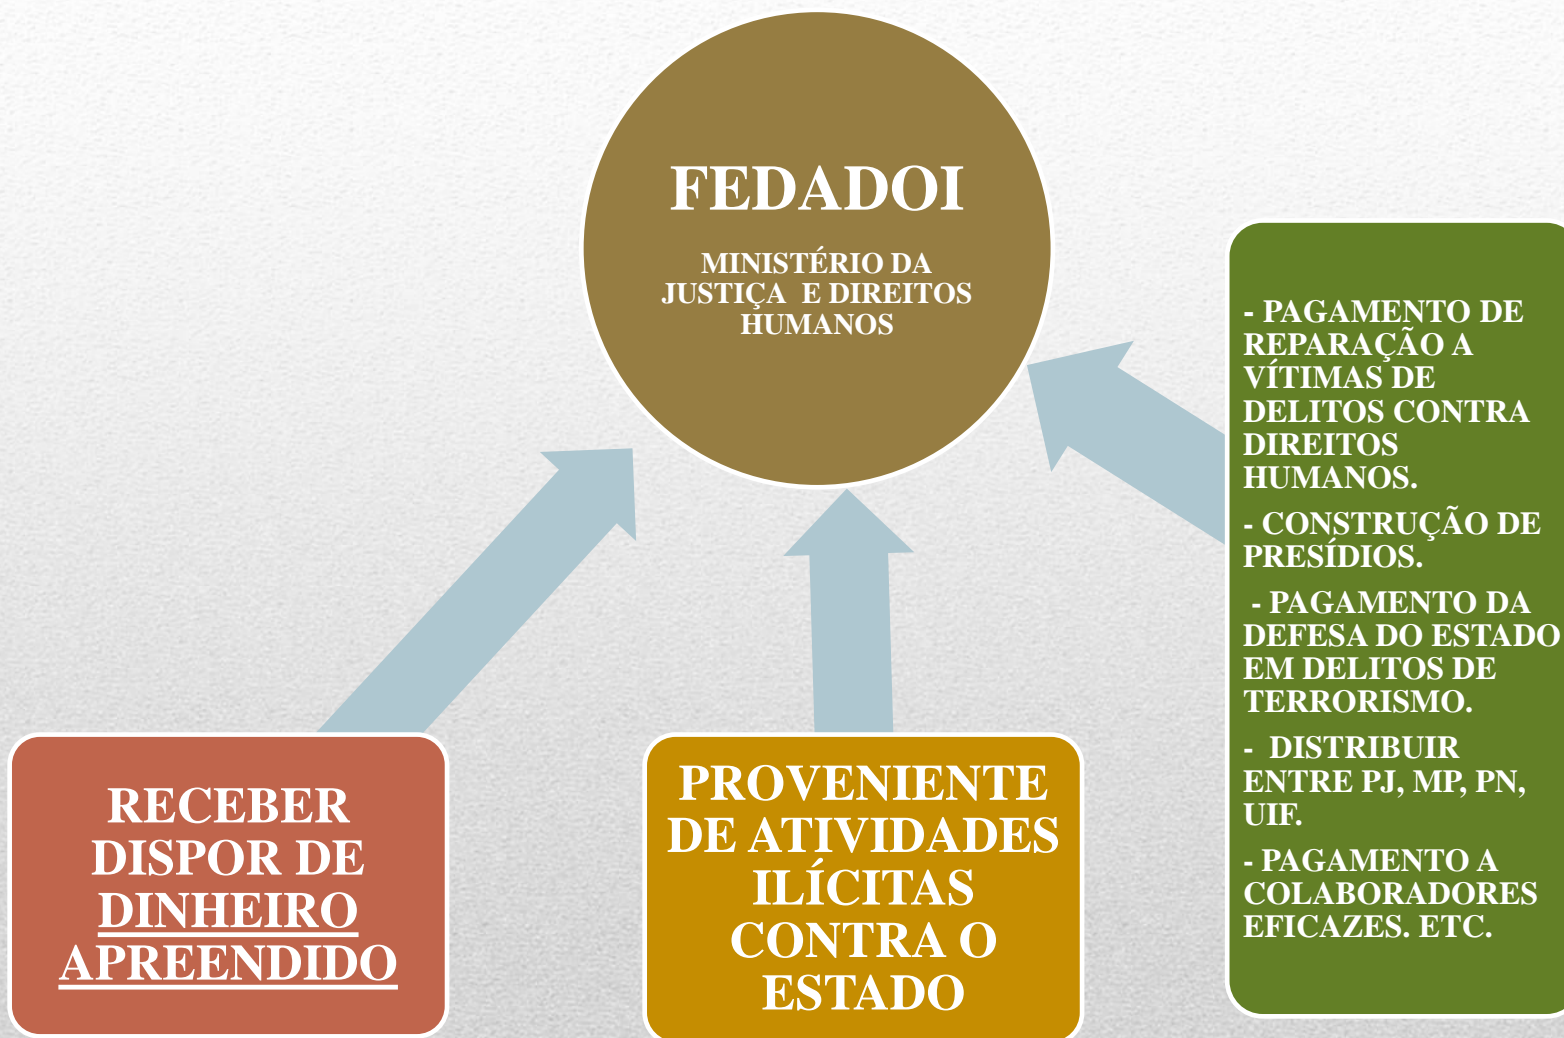 FEDADOI
MINISTÉRIO DA
JUSTIÇA E DIREITOS
HUMANOS
RECEBER
DISPOR DE
DINHEIRO
APREENDIDO
PROVENIENTE
DE ATIVIDADES
ILÍCITAS
CONTRA O
ESTADO
- PAGAMENTO DE
REPARAÇÃO A
VÍTIMAS DE
DELITOS CONTRA
DIREITOS
HUMANOS.
- CONSTRUÇÃO DE
PRESÍDIOS.
- PAGAMENTO DA
DEFESA DO ESTADO
EM DELITOS DE
TERRORISMO.
- DISTRIBUIR
ENTRE PJ, MP, PN,
UIF.
- PAGAMENTO A
COLABORADORES
EFICAZES. ETC.